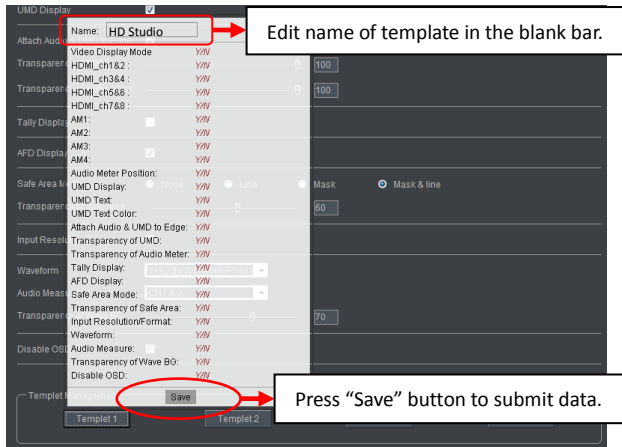 UMD Display
Name: HD Studio
Edit name of template in the blank bar.
Attach Audio
Video Display Mode Y/N
Transparen
HDMI_ch1&2 : Y/N
100
HDMI_ch3&4 : Y/N
Transparen
HDMI_ch5&6 : Y/N
100
HDMI_ch7&8 : Y/N
Tally Display
AM1: Y/N
AM2: Y/N
AFD Display
AM3: Y/N
AM4: Y/N
Audio Meter Position: Y/N
Safe Area M
UMD Display: Y/N
None Line Mask Mask & line
UMD Text: Y/N
Transparen
UMD Text Color: Y/N
60
Attach Audio & UMD to Edge: Y/N
Input Resolu
Transparency of UMD: Y/N
Transparency of Audio Meter: Y/N
Waveform
Tally Display: Y/N
AFD Display: Y/N
Audio Measu
Safe Area Mode: Y/N
Transparency of Safe Area: Y/N
Transparen
Input Resolution/Format: Y/N
70
Waveform: Y/N
Disable OSD
Audio Measure: Y/N
Transparency of Wave BG: Y/N
Disable OSD: Y/N
Templet
Save
Press “Save” button to submit data.
Templet 1 Templet 2